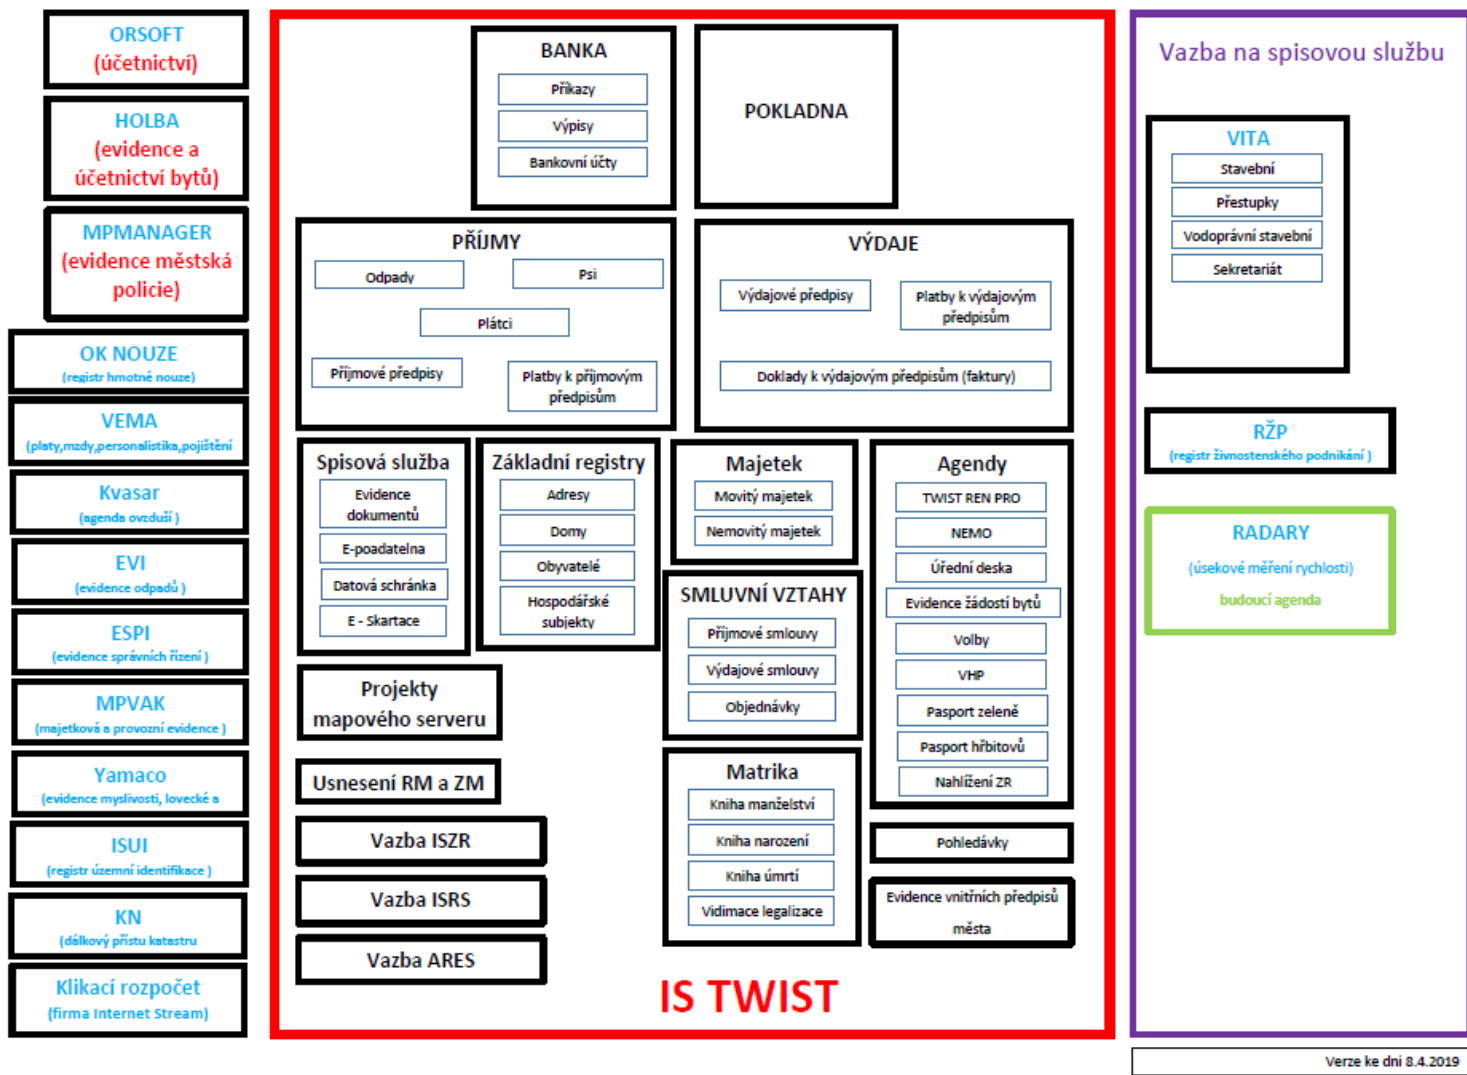 ORSOFT
(účetnictví)
HOLBA
(evidence a
účetnictví bytů)
MPMANAGER
(evidence městská
policie)
OK NOUZE
(registr hmotné nouze)
VEMA
(platy,mzdy,personalistika,pojištění
Kvasar
(agenda ovzduší )
EVI
(evidence odpadů )
ESPI
(evidence správních řízení )
MPVAK
(majetková a provozní evidence )
Yamaco
(evidence myslivosti, lovecké a
ISUI
(registr územní identifikace )
KN
(dálkový přístu katastru
Klikací rozpočet
(firma Internet Stream)
BANKA
Příkazy
Výpisy
Bankovní účty
POKLADNA
PŘÍJMY
Odpady
Psi
Plátci
Příjmové předpisy
Platby k příjmovým
předpisům
VÝDAJE
Výdajové předpisy
Platby k výdajovým
předpisům
Doklady k výdajovým předpisům (faktury)
Spisová služba
Evidence
dokumentů
E-poadatelna
Datová schránka
E - Skartace
Základní registry
Adresy
Domy
Obyvatelé
Hospodářské
subjekty
Majetek
Movitý majetek
Nemovitý majetek
SMLUVNÍ VZTAHY
Příjmové smlouvy
Výdajové smlouvy
Objednávky
Agendy
TWIST REN PRO
NEMO
Úřední deska
Evidence žádostí bytů
Volby
VHP
Pasport zeleně
Pasport hřbitovů
Nahlížení ZR
Projekty
mapového serveru
Usnesení RM a ZM
Vazba ISZR
Vazba ISRS
Vazba ARES
Matrika
Kniha manželství
Kniha narození
Kniha úmrtí
Vidimace legalizace
Pohledávky
Evidence vnitřních předpisů
města
IS TWIST
Vazba na spisovou službu
VITA
Stavební
Přestupky
Vodoprávní stavební
Sekretariát
RŽP
(registr živnostenského podnikání )
RADARY
(úsekové měření rychlosti)
budoucí agenda
Verze ke dni 8.4.2019